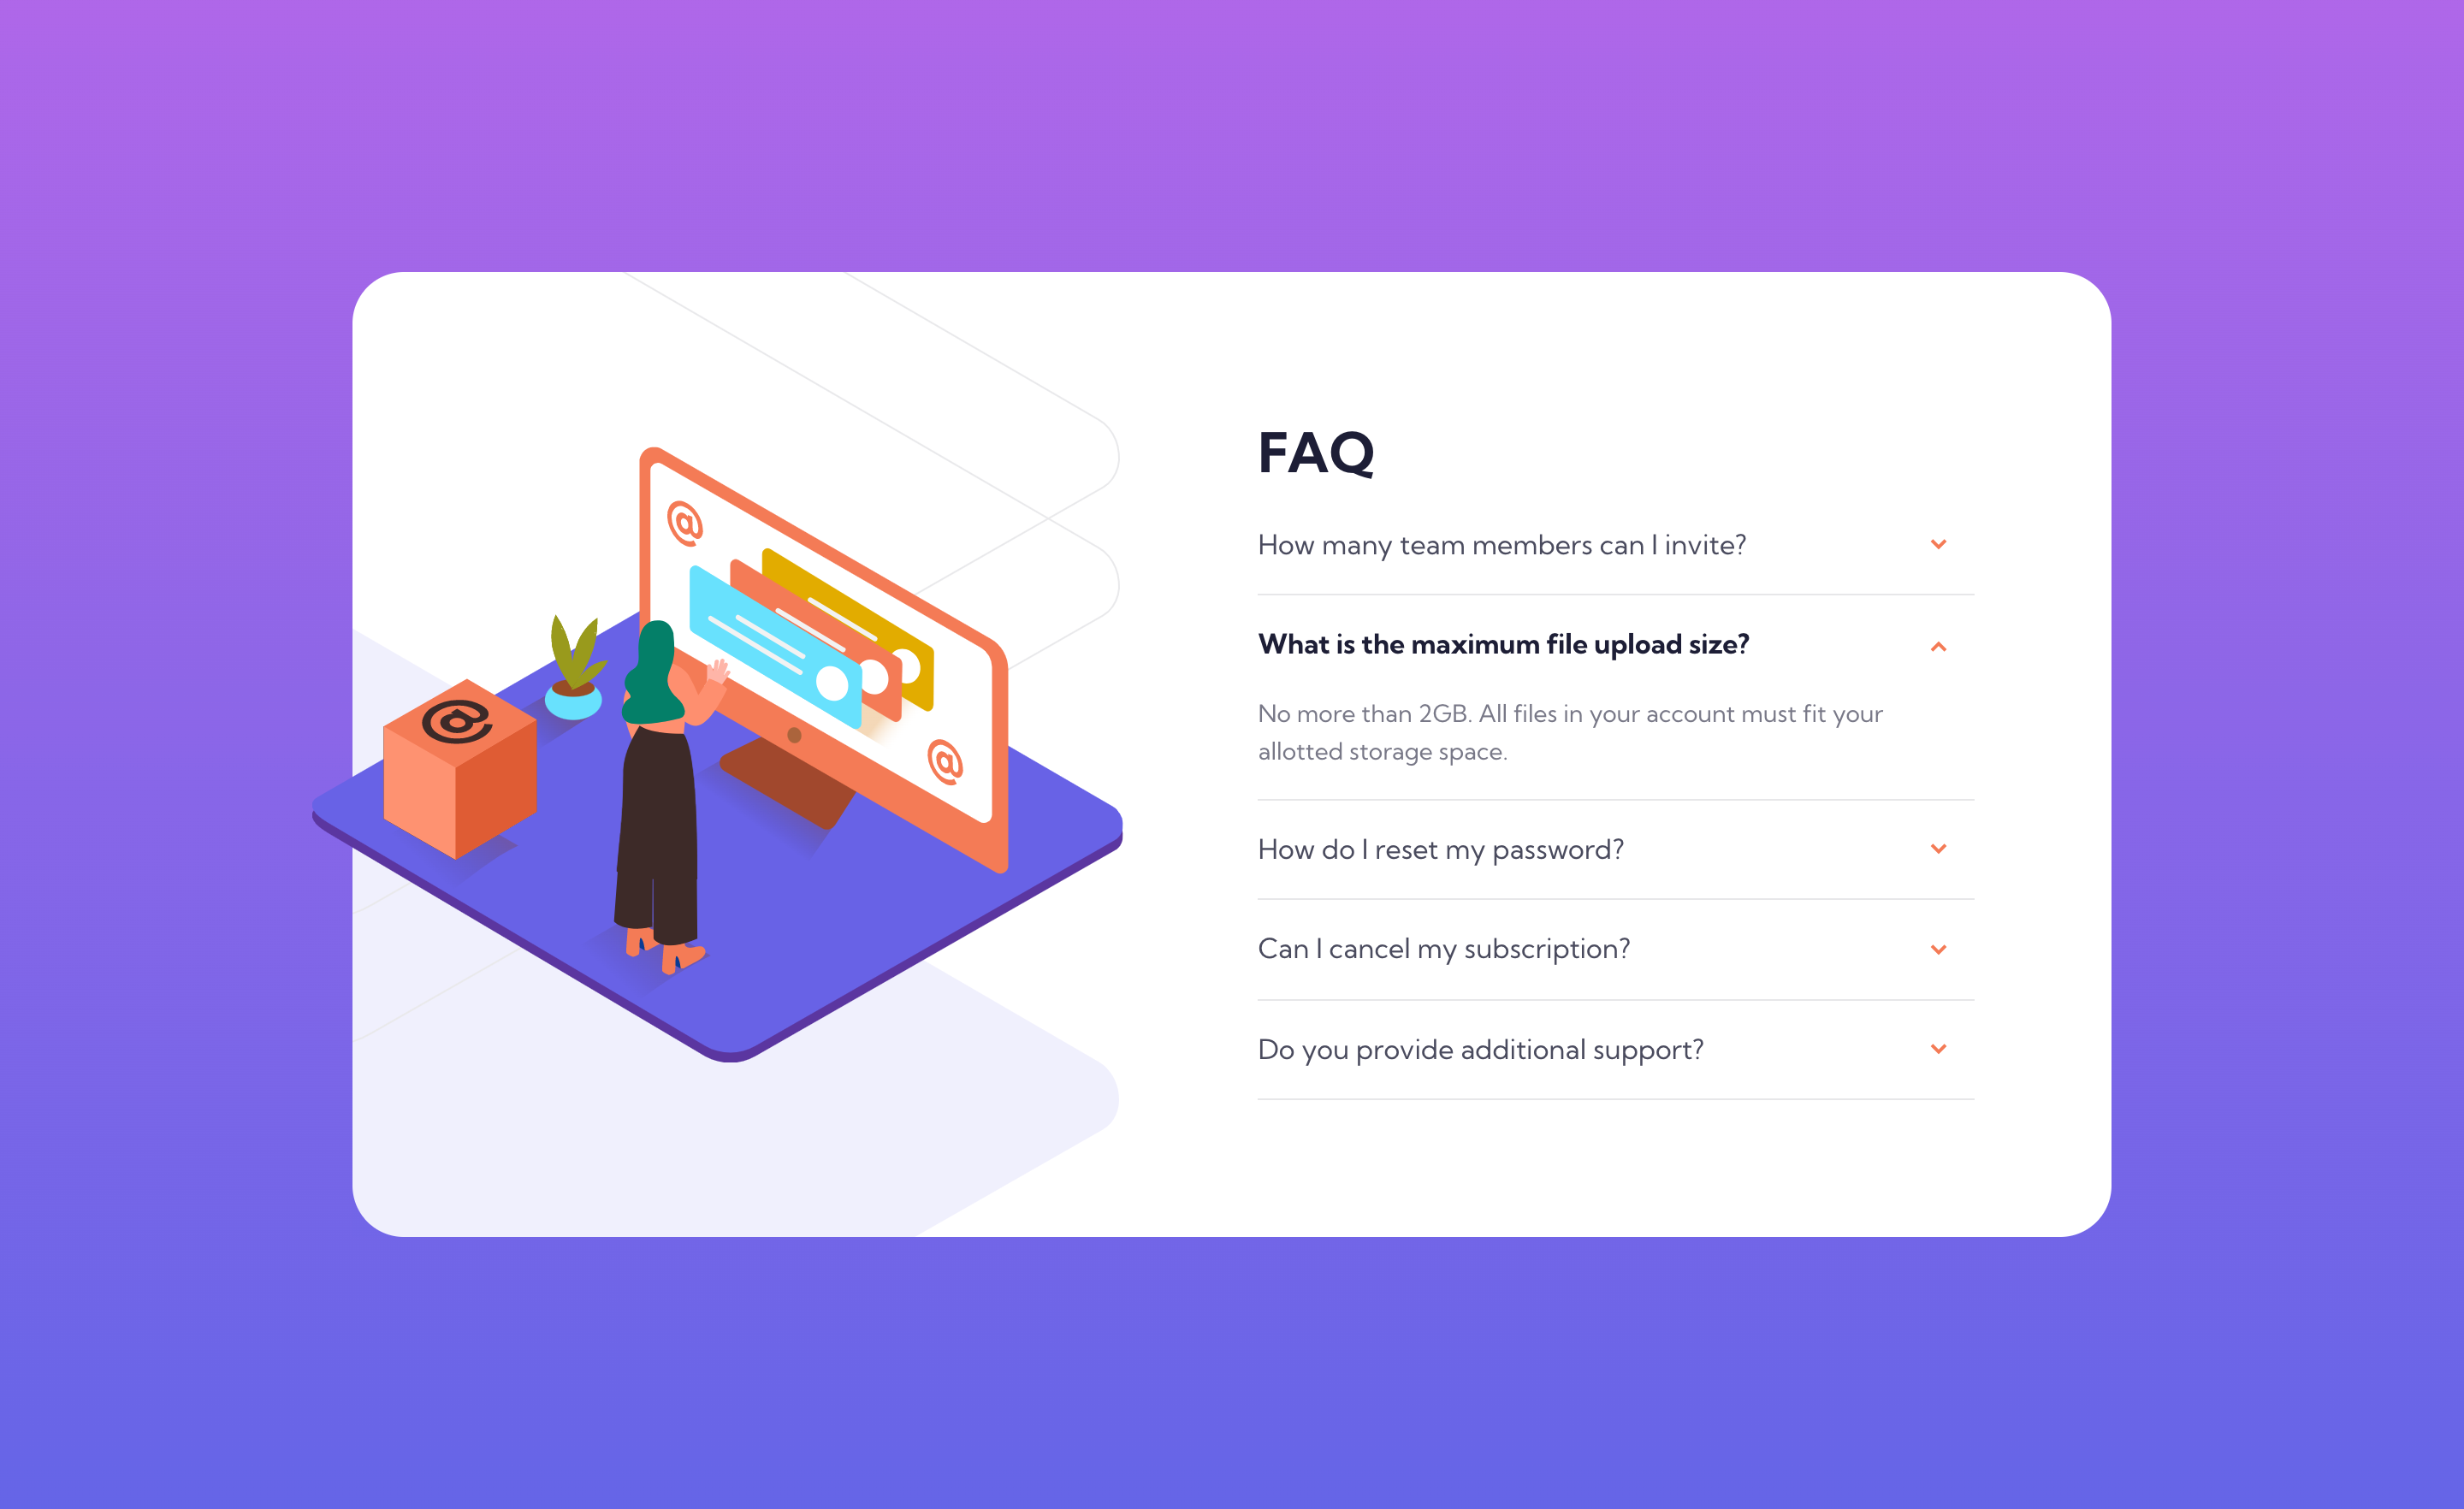 @
@
@
FAQ
How many team members can I invite?
What is the maximum file upload size?
No more than 2GB. All files in your account must fit your
allotted storage space.
How do I reset my password?
Can I cancel my subscription?
Do you provide additional support?